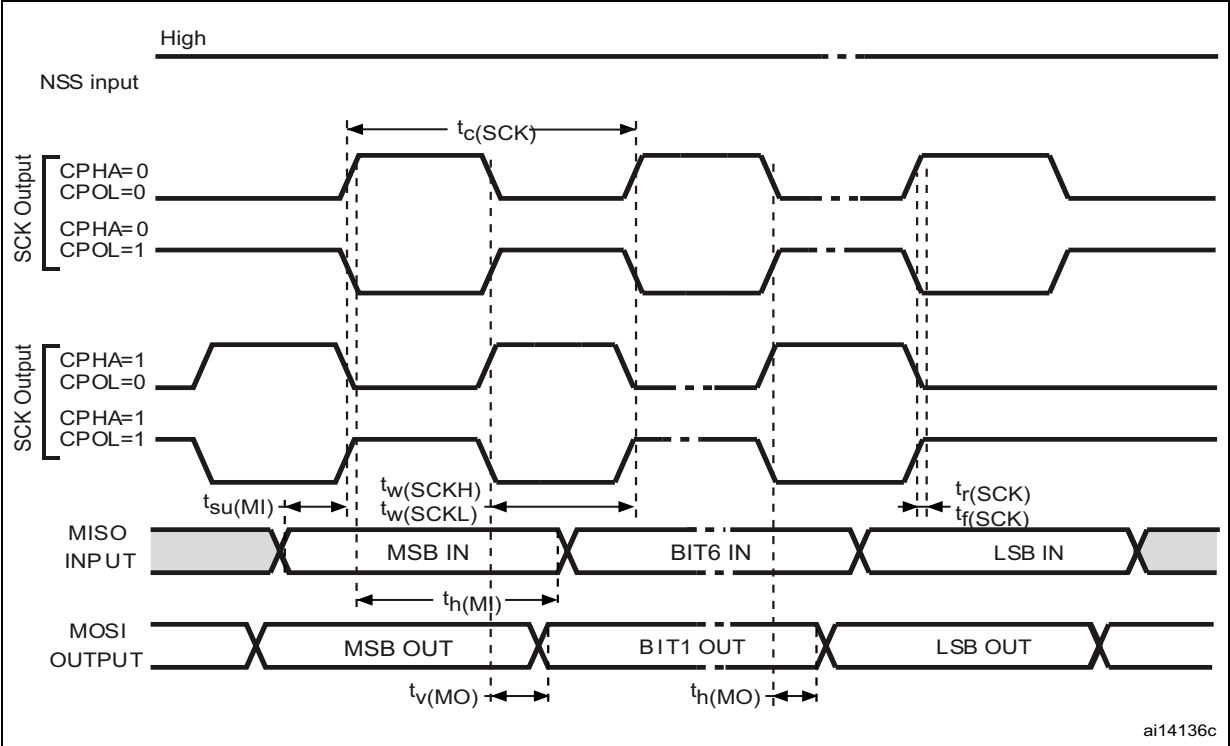 High
NSS input
tc(SCK)
SCK Output
CPHA=0
CPOL=0
CPHA=0
CPOL=1
SCK Output
CPHA=1
CPOL=0
CPHA=1
CPOL=1
tsu(MI)
tw(SCKH)
tw(SCKL)
tr(SCK)
tf(SCK)
MISO
INPUT
MSB IN
BIT6 IN
LSB IN
th(MI)
MOSI
OUTPUT
MSB OUT
BIT1 OUT
LSB OUT
tv(MO)
th(MO)
ai14136c